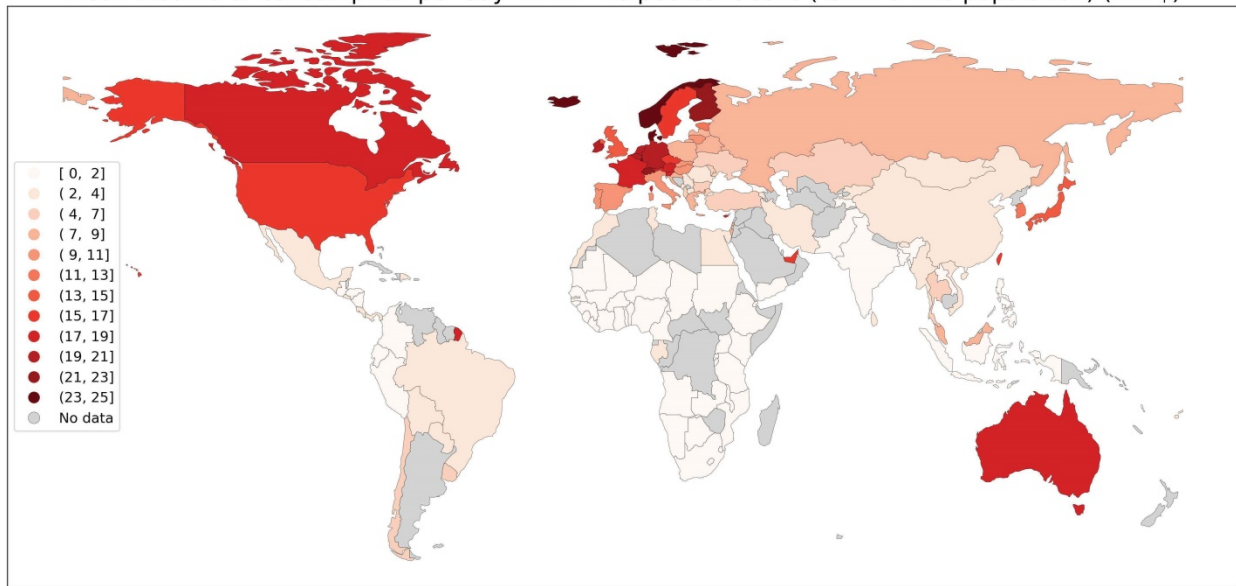 [ 0, 2]
( 2, 4]
( 4, 7]
( 7, 9]
( 9, 11]
(11, 13]
(13, 15]
(15, 17]
(17, 19]
(19, 21]
(21, 23]
(23, 25]
No data